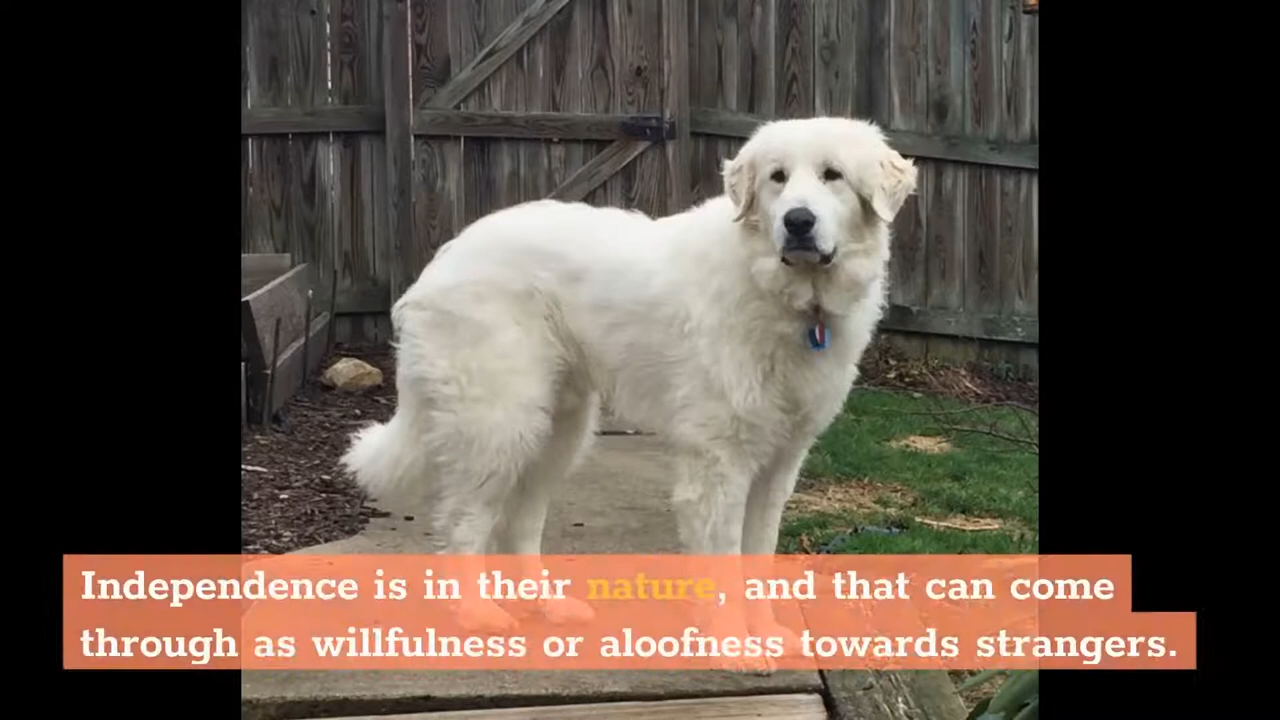 Independence is in their nature, and that can come
through as willfulness or aloofness towards strangers.